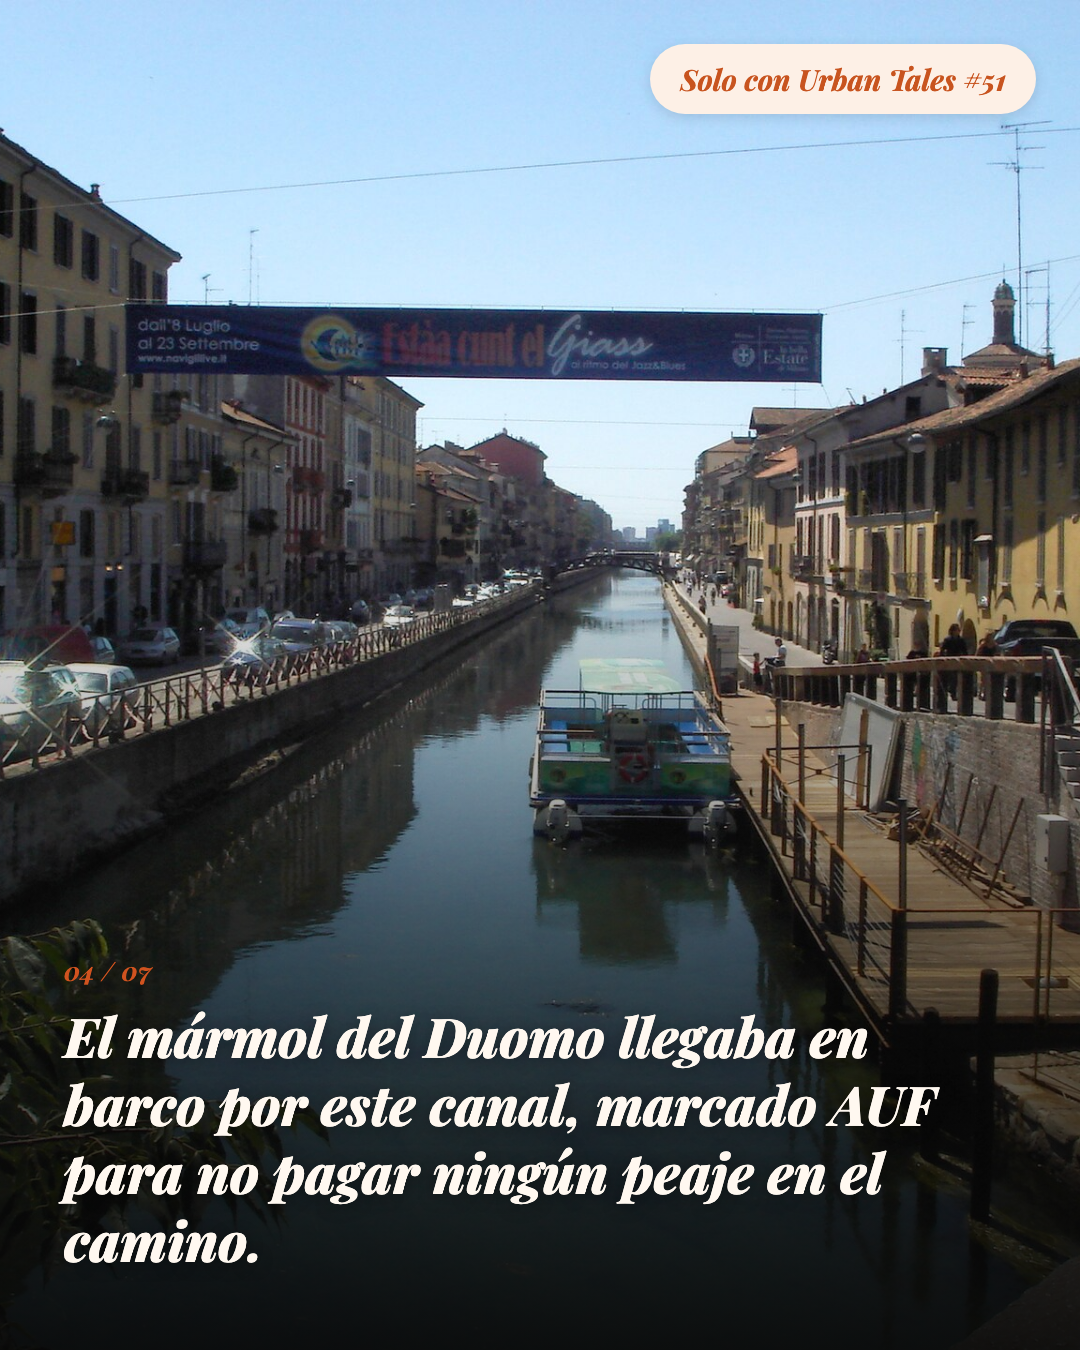 Solo con Urban Tales #51
dall'8 Luglio
al 23 Settembre
www.navigilive.it
Estàa cunt el Giass
al ritmo del Jazz&Blues
Estate
04 / 07
El mármol del Duomo llegaba en
barco por este canal, marcado AUF
para no pagar ningún peaje en el
camino.